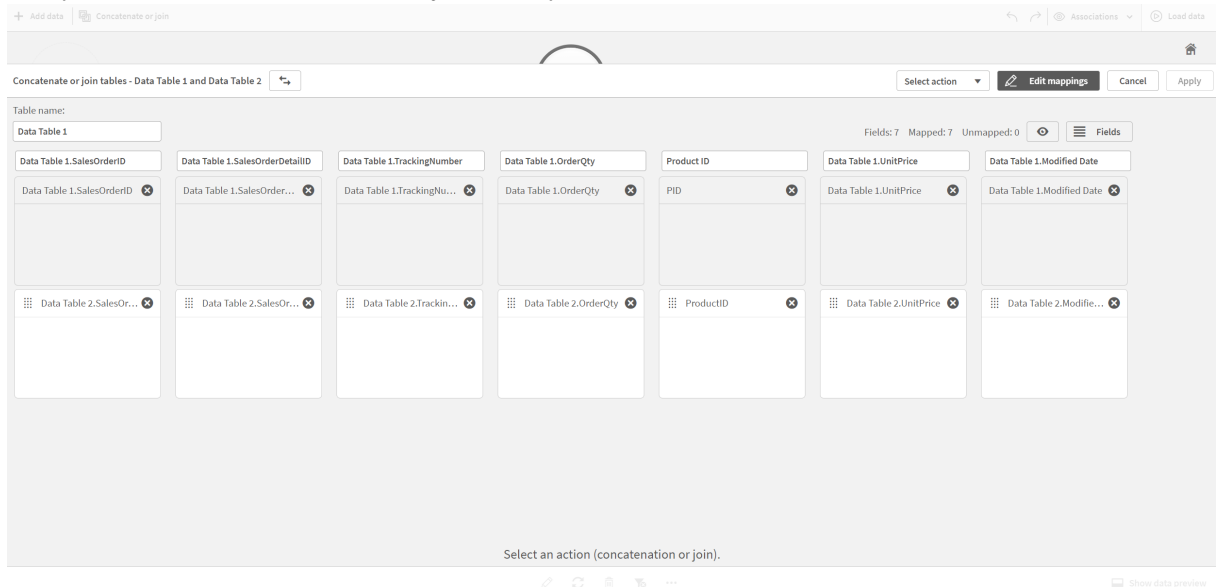 Add data Concatenate or join Associations Load data
Concatenate or join tables - Data Table 1 and Data Table 2 Select action Edit mappings Cancel Apply
Table name:
Data Table 1 Fields: 7 Mapped: 7 Unmapped: 0 Fields
Data Table 1.SalesOrderID Data Table 1.SalesOrderDetailID Data Table 1.TrackingNumber Data Table 1.OrderQty Product ID Data Table 1.UnitPrice Data Table 1.Modified Date
Data Table 1.SalesOrderID Data Table 1.SalesOrder... Data Table 1.TrackingNu... Data Table 1.OrderQty PID Data Table 1.UnitPrice Data Table 1.Modified Date
Data Table 2.SalesOr... Data Table 2.SalesOr... Data Table 2.Trackin... Data Table 2.OrderQty ProductID Data Table 2.UnitPrice Data Table 2.Modifie...
Select an action (concatenation or join).
Show data preview